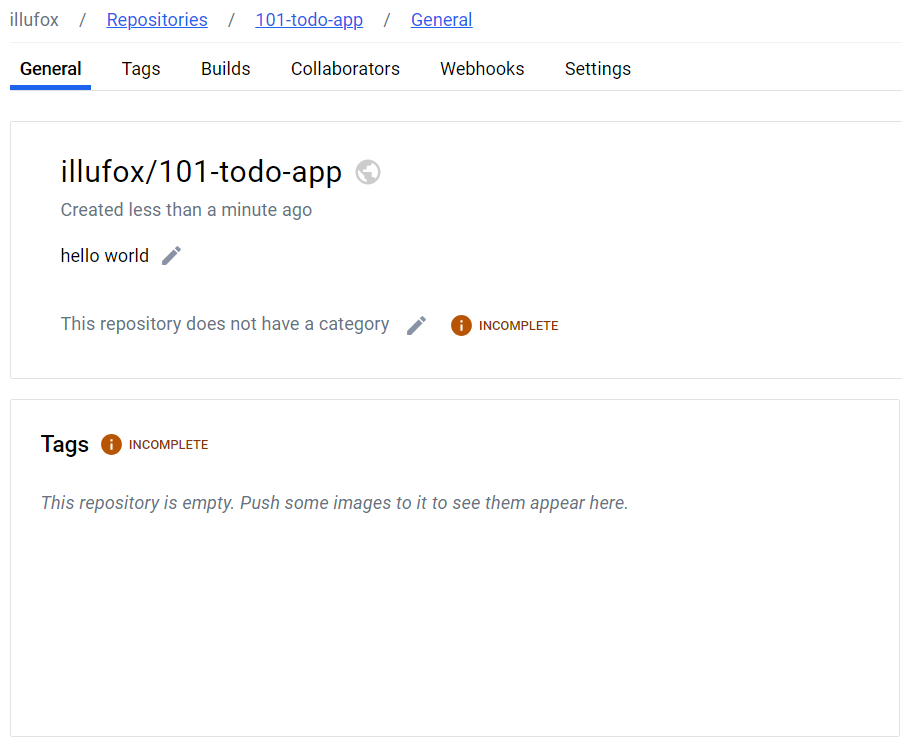 illufox / Repositories / 101-todo-app / General
General Tags Builds Collaborators Webhooks Settings
illufox/101-todo-app
Created less than a minute ago
hello world
This repository does not have a category INCOMPLETE
Tags INCOMPLETE
This repository is empty. Push some images to it to see them appear here.